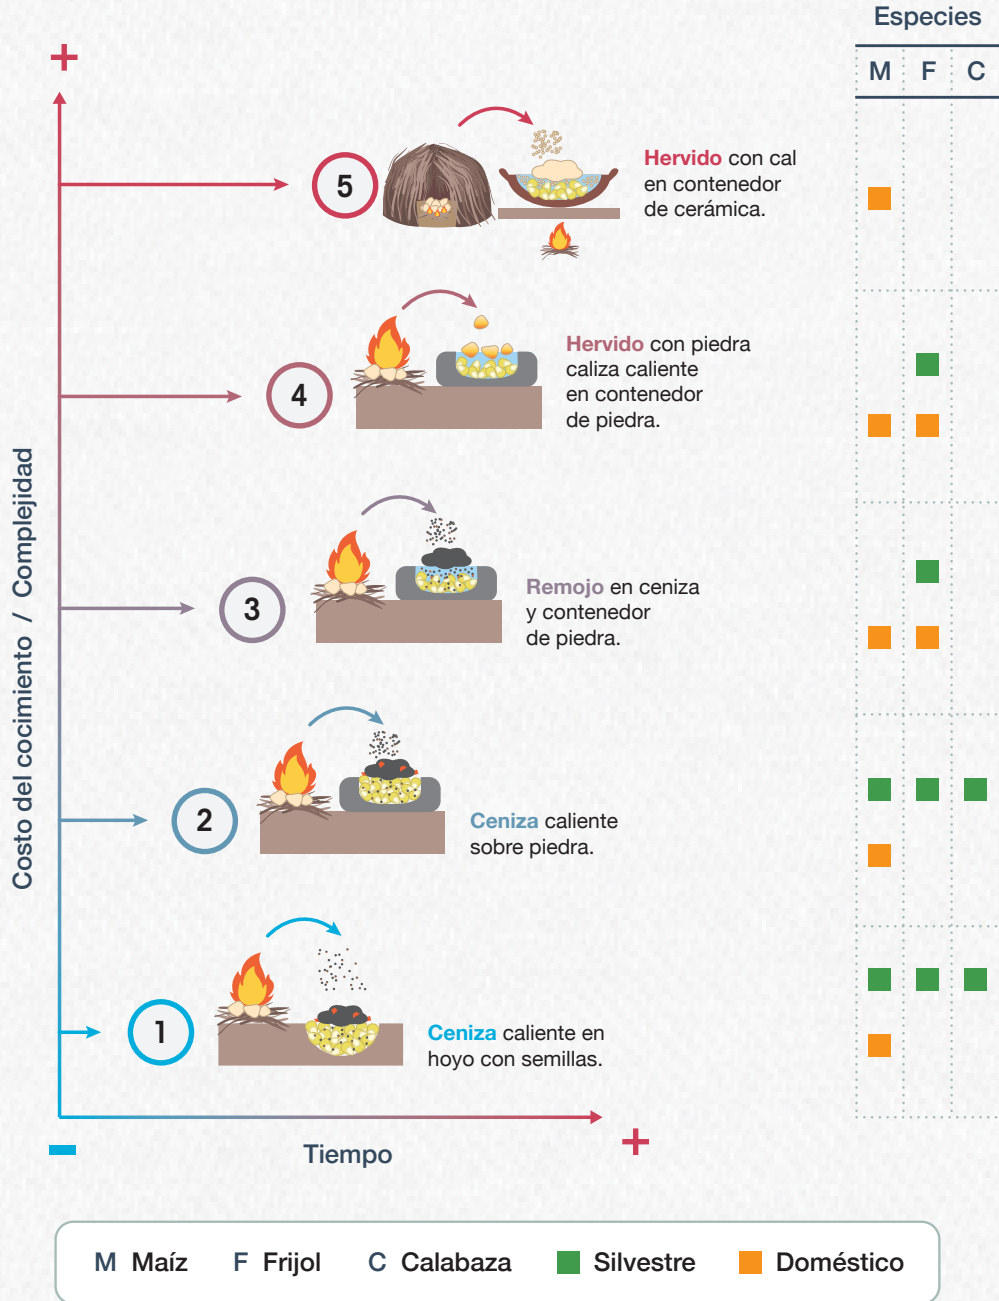 Especies
M F C
+
5
Hervido con cal
en contenedor
de cerámica.
4
Hervido con piedra
caliza caliente
en contenedor
de piedra.
3
Remojo en ceniza
y contenedor
de piedra.
2
Ceniza caliente
sobre piedra.
1
Ceniza caliente en
hoyo con semillas.
Costo del cocimiento / Complejidad
−
Tiempo
+
M Maíz F Frijol C Calabaza Silvestre Doméstico